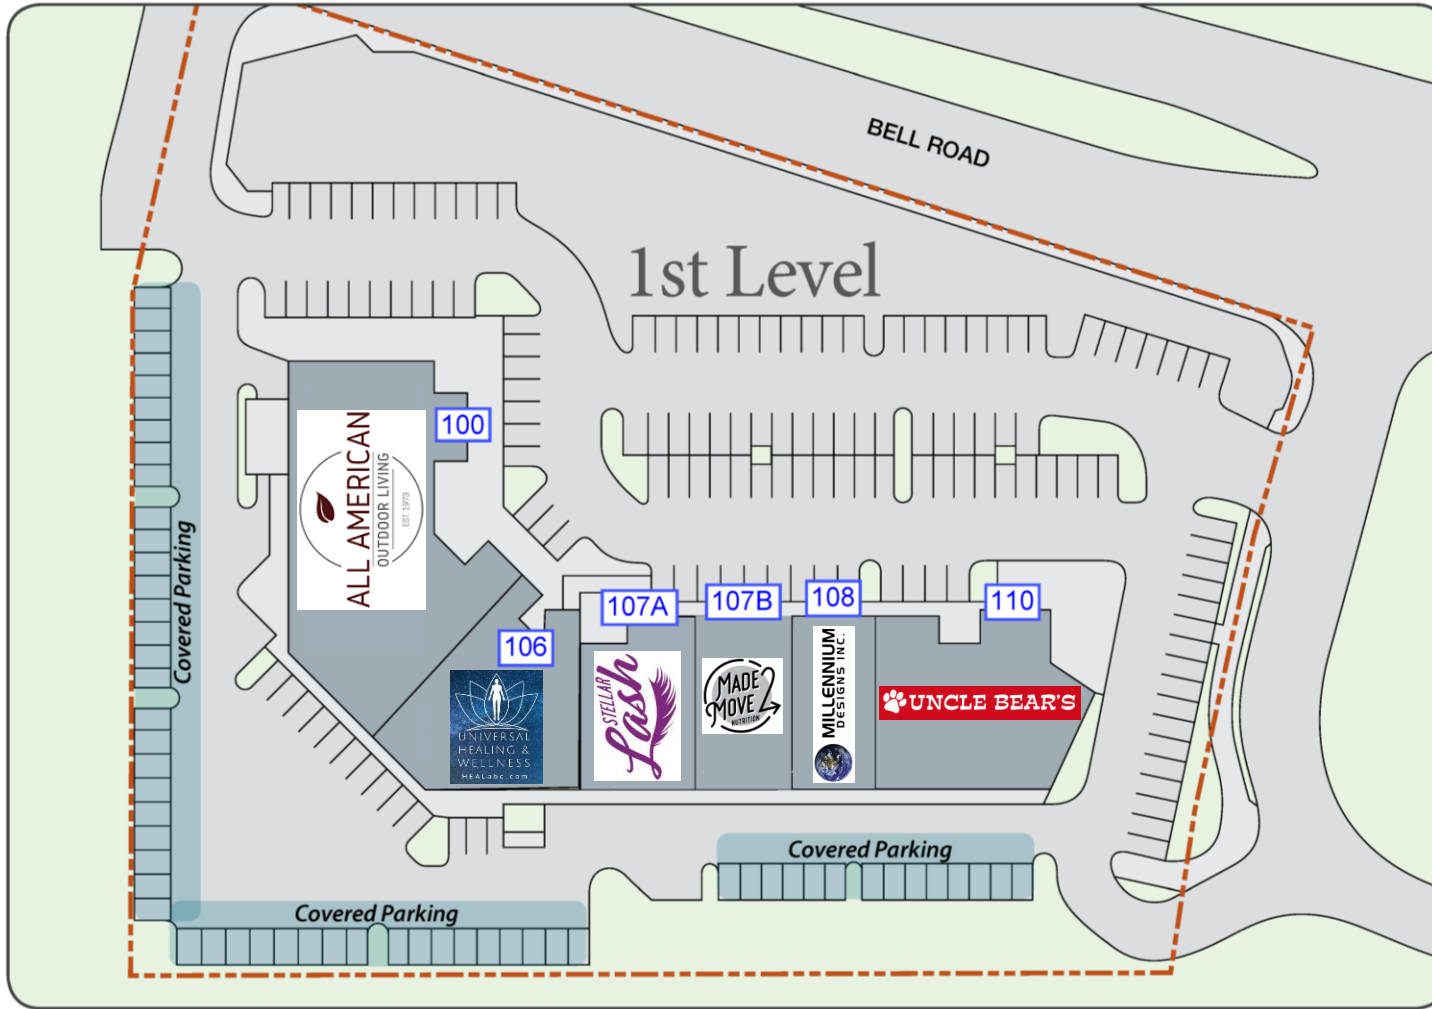 BELL ROAD
1st Level
100
ALL AMERICAN
OUTDOOR LIVING
EST. 1973
Covered Parking
106
107A
107B
108
110
UNIVERSAL
HEALING &
WELLNESS
HEALabc.com
STELLAR
Lash
MADE
2
MOVE
NUTRITION
MILLENNIUM
DESIGNS INC.
UNCLE BEAR'S
Covered Parking
Covered Parking